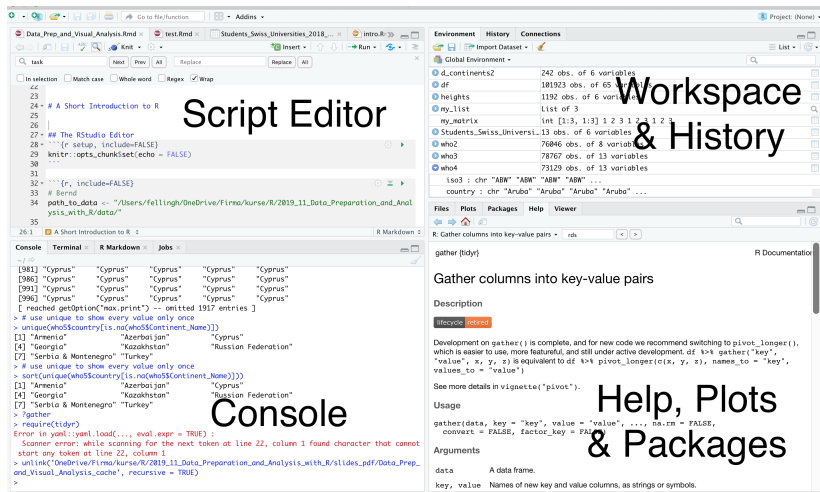 Go to file/function
Addins
Project: (None)
Data_Prep_and_Visual_Analysis.Rmd
test.Rmd
Students_Swiss_Universities_2018_...
intro.R
Insert
Run
Knit
task
Next
Prev
All
Replace
Replace
All
In selection
Match case
Whole word
Regex
Wrap
22
23
24 # A Short Introduction to R
25
26
27 ## The RStudio Editor
28 ```{r setup, include=FALSE}
29 knitr::opts_chunk$set(echo = FALSE)
30 ```
31
32 ```{r, include=FALSE}
33 # Bernd
34 path_to_data <- "/Users/fellingh/OneDrive/Firma/kurse/R/2019_11_Data_Preparation_and_Anal
ysis_with_R/data/"
35
26:1
A Short Introduction to R
R Markdown
Script Editor
Console
Terminal
R Markdown
Jobs
~/
[981] "Cyprus" "Cyprus" "Cyprus" "Cyprus" "Cyprus"
[986] "Cyprus" "Cyprus" "Cyprus" "Cyprus" "Cyprus"
[991] "Cyprus" "Cyprus" "Cyprus" "Cyprus" "Cyprus"
[996] "Cyprus" "Cyprus" "Cyprus" "Cyprus" "Cyprus"
[ reached getOption("max.print") -- omitted 1917 entries ]
> # use unique to show every value only once
> unique(who5$country[is.na(who5$Continent_Name)])
[1] "Armenia" "Azerbaijan" "Cyprus"
[4] "Georgia" "Kazakhstan" "Russian Federation"
[7] "Serbia & Montenegro" "Turkey"
> # use unique to show every value only once
> sort(unique(who5$country[is.na(who5$Continent_Name)]))
[1] "Armenia" "Azerbaijan" "Cyprus"
[4] "Georgia" "Kazakhstan" "Russian Federation"
[7] "Serbia & Montenegro" "Turkey"
> ?gather
> require(tidyr)
Error in yaml::yaml.load(..., eval.expr = TRUE) :
Scanner error: while scanning for the next token at line 22, column 1 found character that cannot
start any token at line 22, column 1
> unlink('OneDrive/Firma/kurse/R/2019_11_Data_Preparation_and_Analysis_with_R/slides_pdf/Data_Prep_
and_Visual_Analysis_cache', recursive = TRUE)
>
Console
Environment
History
Connections
Import Dataset
List
Global Environment
d_continents2 242 obs. of 6 variables
df 101923 obs. of 65 variables
heights 1192 obs. of 6 variables
my_list List of 3
my_matrix int [1:3, 1:3] 1 2 3 1 2 3 1 2 3
Students_Swiss_Universi… 13 obs. of 6 variables
who2 76046 obs. of 8 variables
who3 78767 obs. of 13 variables
who4 73129 obs. of 13 variables
iso3 : chr "ABW" "ABW" "ABW" "ABW" ...
country : chr "Aruba" "Aruba" "Aruba" "Aruba" ...
Workspace
& History
Files
Plots
Packages
Help
Viewer
R: Gather columns into key-value pairs
rds
gather {tidyr}
R Documentation
Gather columns into key-value pairs
Description
lifecycle retired
Development on gather() is complete, and for new code we recommend switching to pivot_longer(),
which is easier to use, more featureful, and still under active development. df %>% gather("key",
"value", x, y, z) is equivalent to df %>% pivot_longer(c(x, y, z), names_to = "key",
values_to = "value")
See more details in vignette("pivot").
Usage
gather(data, key = "key", value = "value", ..., na.rm = FALSE,
convert = FALSE, factor_key = FALSE)
Arguments
data A data frame.
key, value Names of new key and value columns, as strings or symbols.
Help, Plots
& Packages